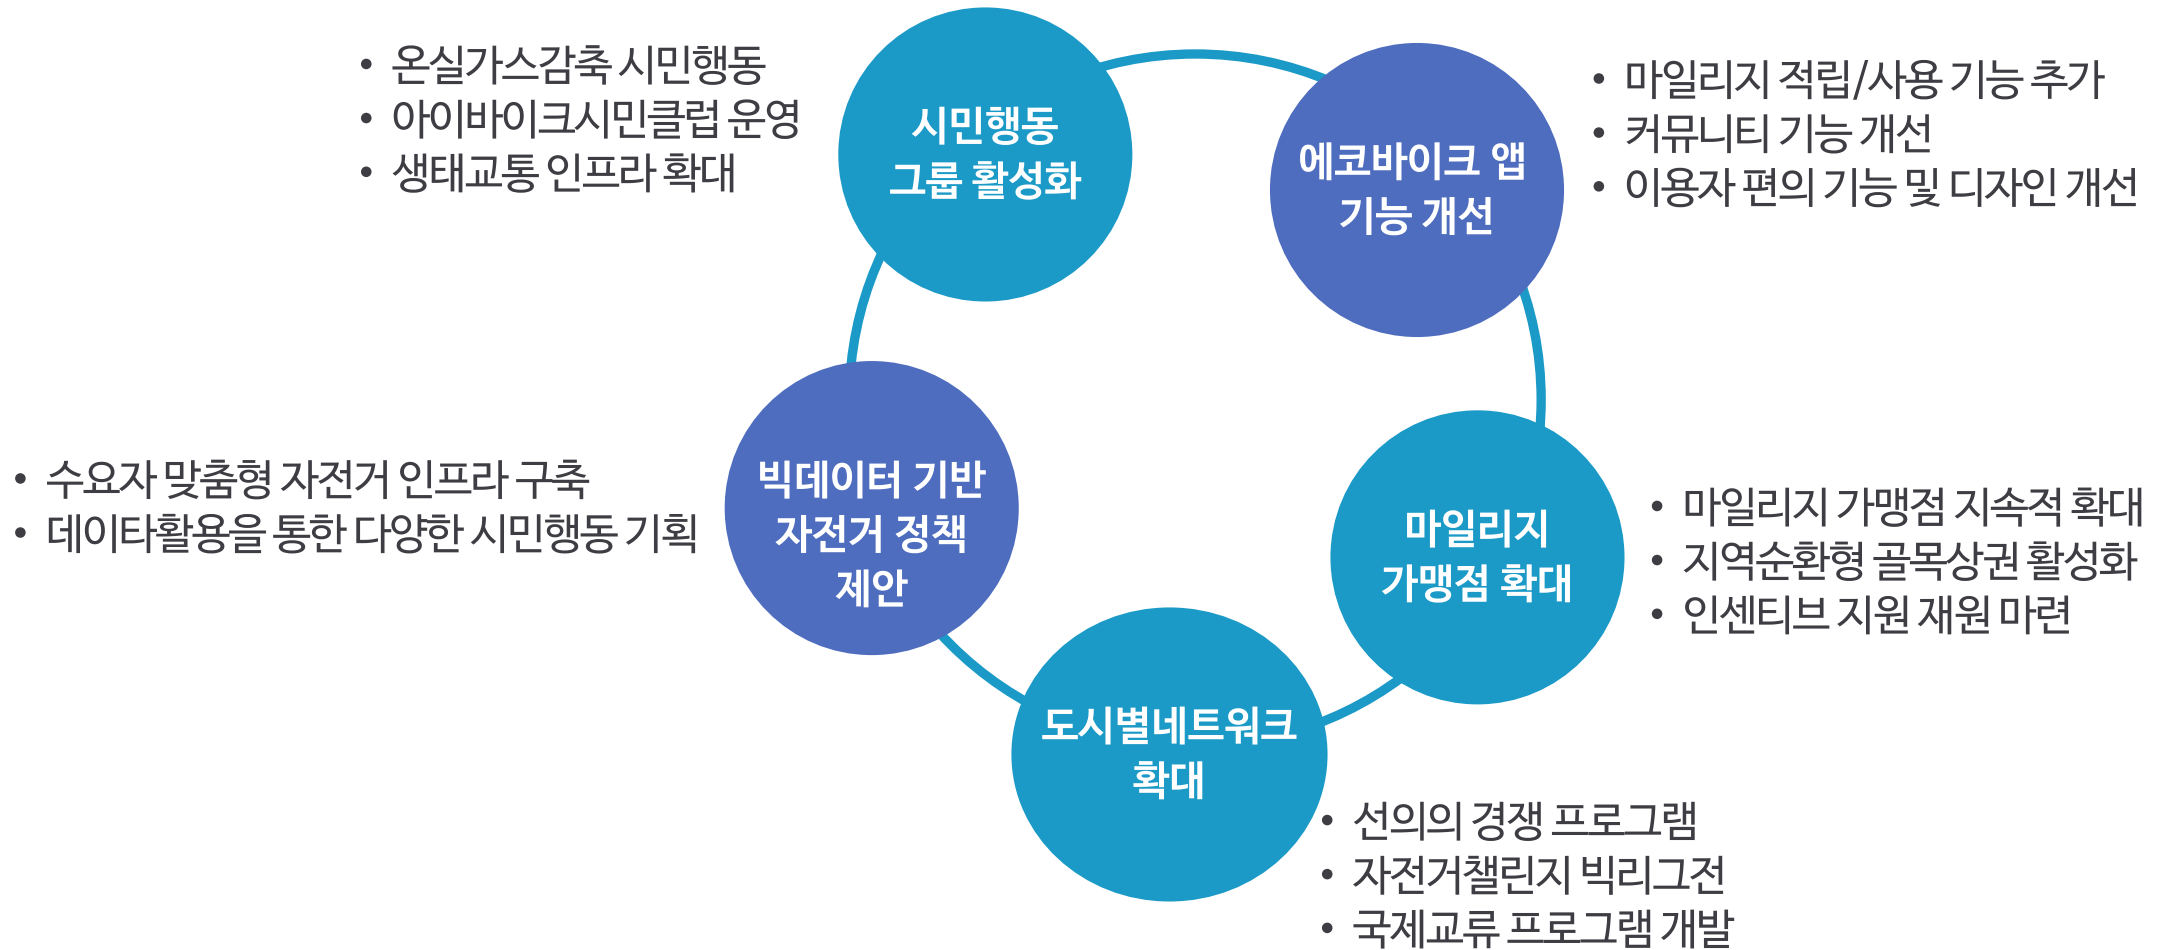 • 온실가스감축 시민행동
• 아이바이크시민클럽 운영
• 생태교통 인프라 확대
시민행동
그룹 활성화
에코바이크 앱
기능 개선
• 마일리지 적립/사용 기능 추가
• 커뮤니티 기능 개선
• 이용자 편의 기능 및 디자인 개선
• 수요자 맞춤형 자전거 인프라 구축
• 데이타활용을 통한 다양한 시민행동 기획
빅데이터 기반
자전거 정책
제안
마일리지
가맹점 확대
• 마일리지 가맹점 지속적 확대
• 지역순환형 골목상권 활성화
• 인센티브 지원 재원 마련
도시별네트워크
확대
• 선의의 경쟁 프로그램
• 자전거챌린지 빅리그전
• 국제교류 프로그램 개발